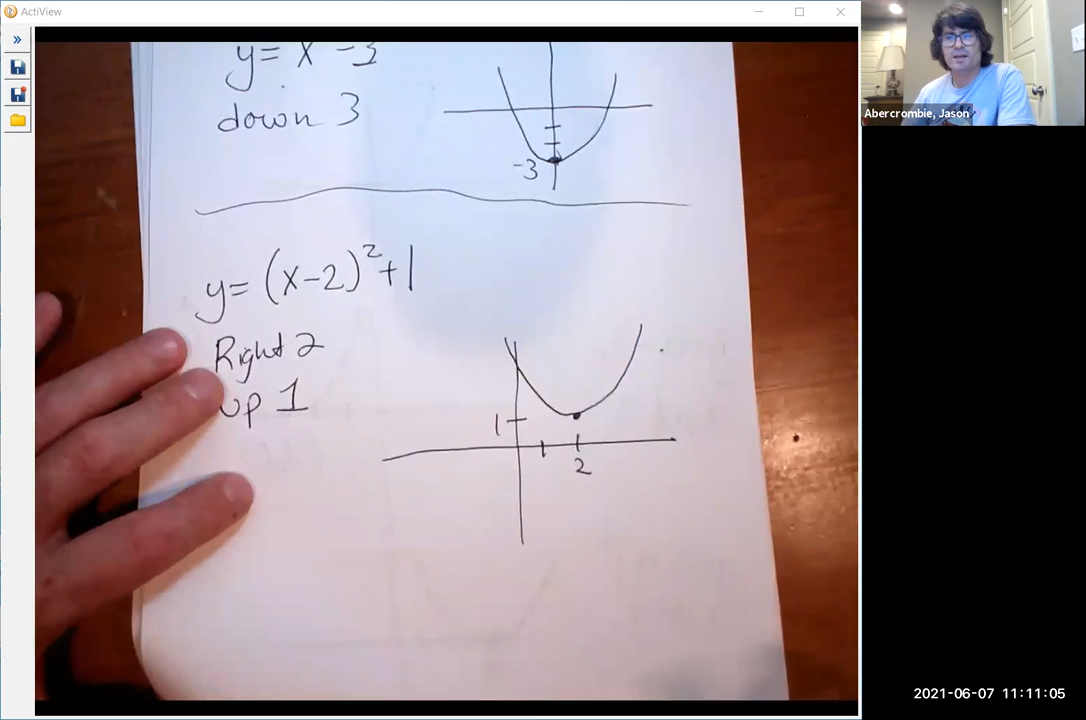 ActiView
y= x -3
down 3
-3
y= (x-2)²+1
Right 2
up 1
1
2
Abercrombie, Jason
2021-06-07 11:11:05